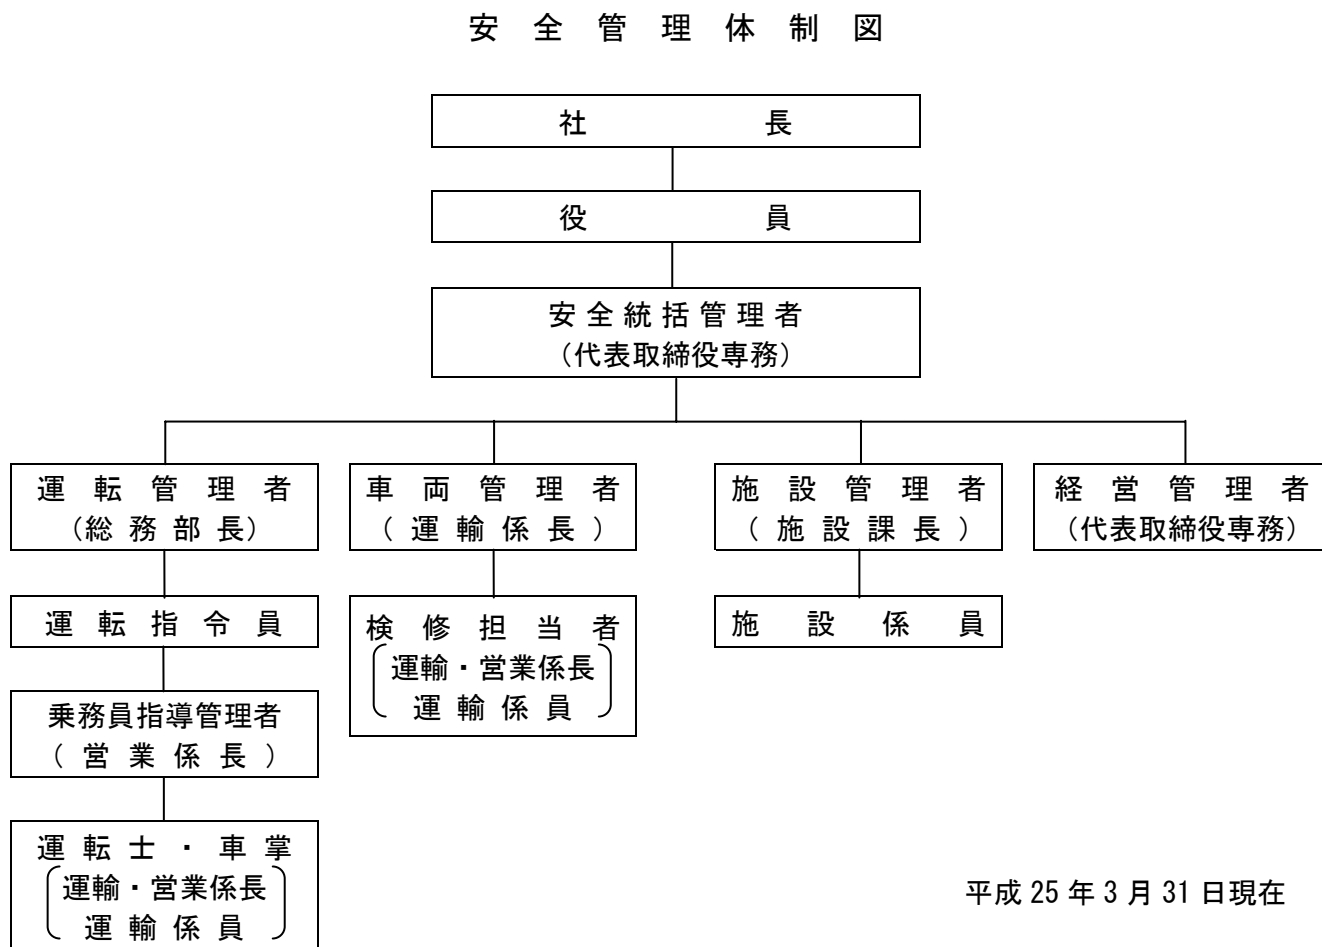 安全管理体制図
社長
役員
安全統括管理者
（代表取締役専務）
運転管理者
（総務部長）
車両管理者
（運輸係長）
施設管理者
（施設課長）
経営管理者
（代表取締役専務）
運転指令員
検修担当者
運輸・営業係長
運輸係員
施設係員
乗務員指導管理者
（営業係長）
運転士・車掌
運輸・営業係長
運輸係員
平成25年3月31日現在